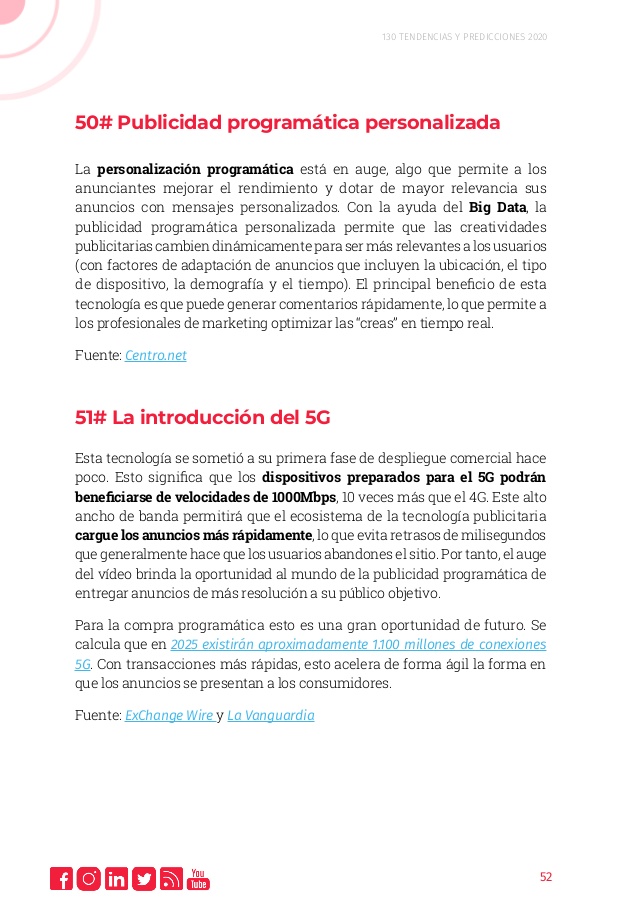 130 TENDENCIAS Y PREDICCIONES 2020
50# Publicidad programática personalizada
La personalización programática está en auge, algo que permite a los
anunciantes mejorar el rendimiento y dotar de mayor relevancia sus
anuncios con mensajes personalizados. Con la ayuda del Big Data, la
publicidad programática personalizada permite que las creatividades
publicitarias cambien dinámicamente para ser más relevantes a los usuarios
(con factores de adaptación de anuncios que incluyen la ubicación, el tipo
de dispositivo, la demografía y el tiempo). El principal beneficio de esta
tecnología es que puede generar comentarios rápidamente, lo que permite a
los profesionales de marketing optimizar las “creas” en tiempo real.
Fuente: Centro.net
51# La introducción del 5G
Esta tecnología se sometió a su primera fase de despliegue comercial hace
poco. Esto significa que los dispositivos preparados para el 5G podrán
beneficiarse de velocidades de 1000Mbps, 10 veces más que el 4G. Este alto
ancho de banda permitirá que el ecosistema de la tecnología publicitaria
cargue los anuncios más rápidamente, lo que evita retrasos de milisegundos
que generalmente hace que los usuarios abandones el sitio. Por tanto, el auge
del vídeo brinda la oportunidad al mundo de la publicidad programática de
entregar anuncios de más resolución a su público objetivo.
Para la compra programática esto es una gran oportunidad de futuro. Se
calcula que en 2025 existirán aproximadamente 1.100 millones de conexiones
5G. Con transacciones más rápidas, esto acelera de forma ágil la forma en
que los anuncios se presentan a los consumidores.
Fuente: ExChange Wire y La Vanguardia
You
Tube
52